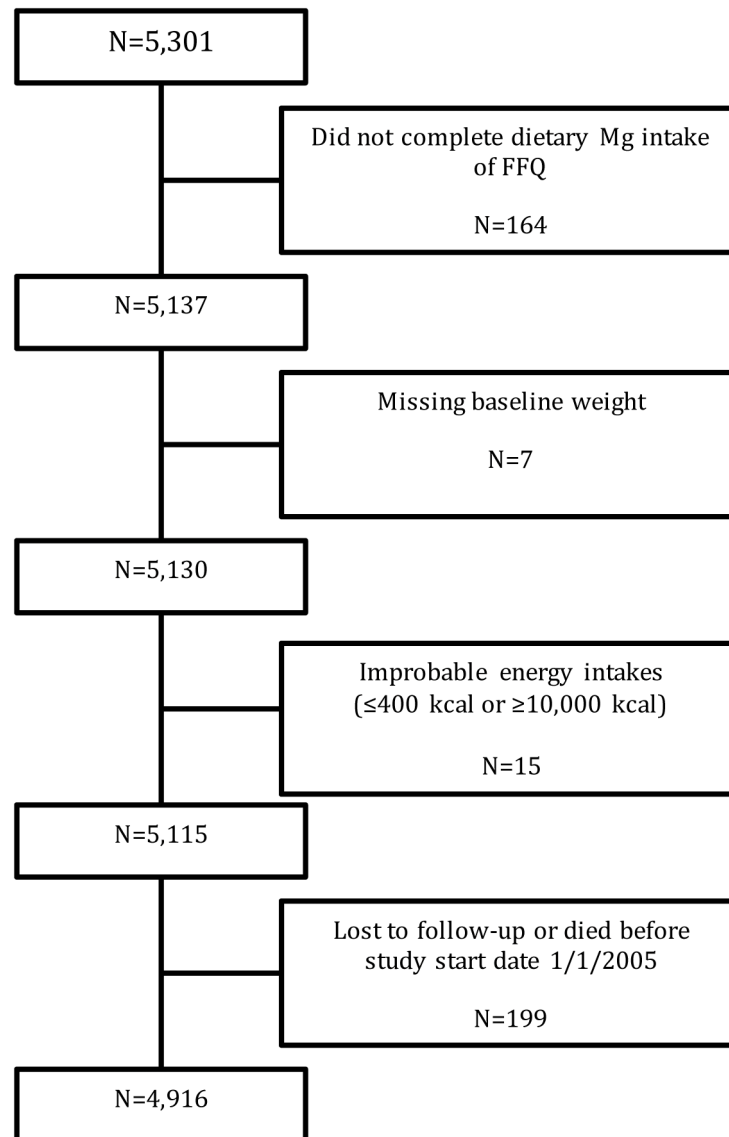 N=5,301
Did not complete dietary Mg intake
of FFQ
N=164
N=5,137
Missing baseline weight
N=7
N=5,130
Improbable energy intakes
(≤400 kcal or ≥10,000 kcal)
N=15
N=5,115
Lost to follow-up or died before
study start date 1/1/2005
N=199
N=4,916